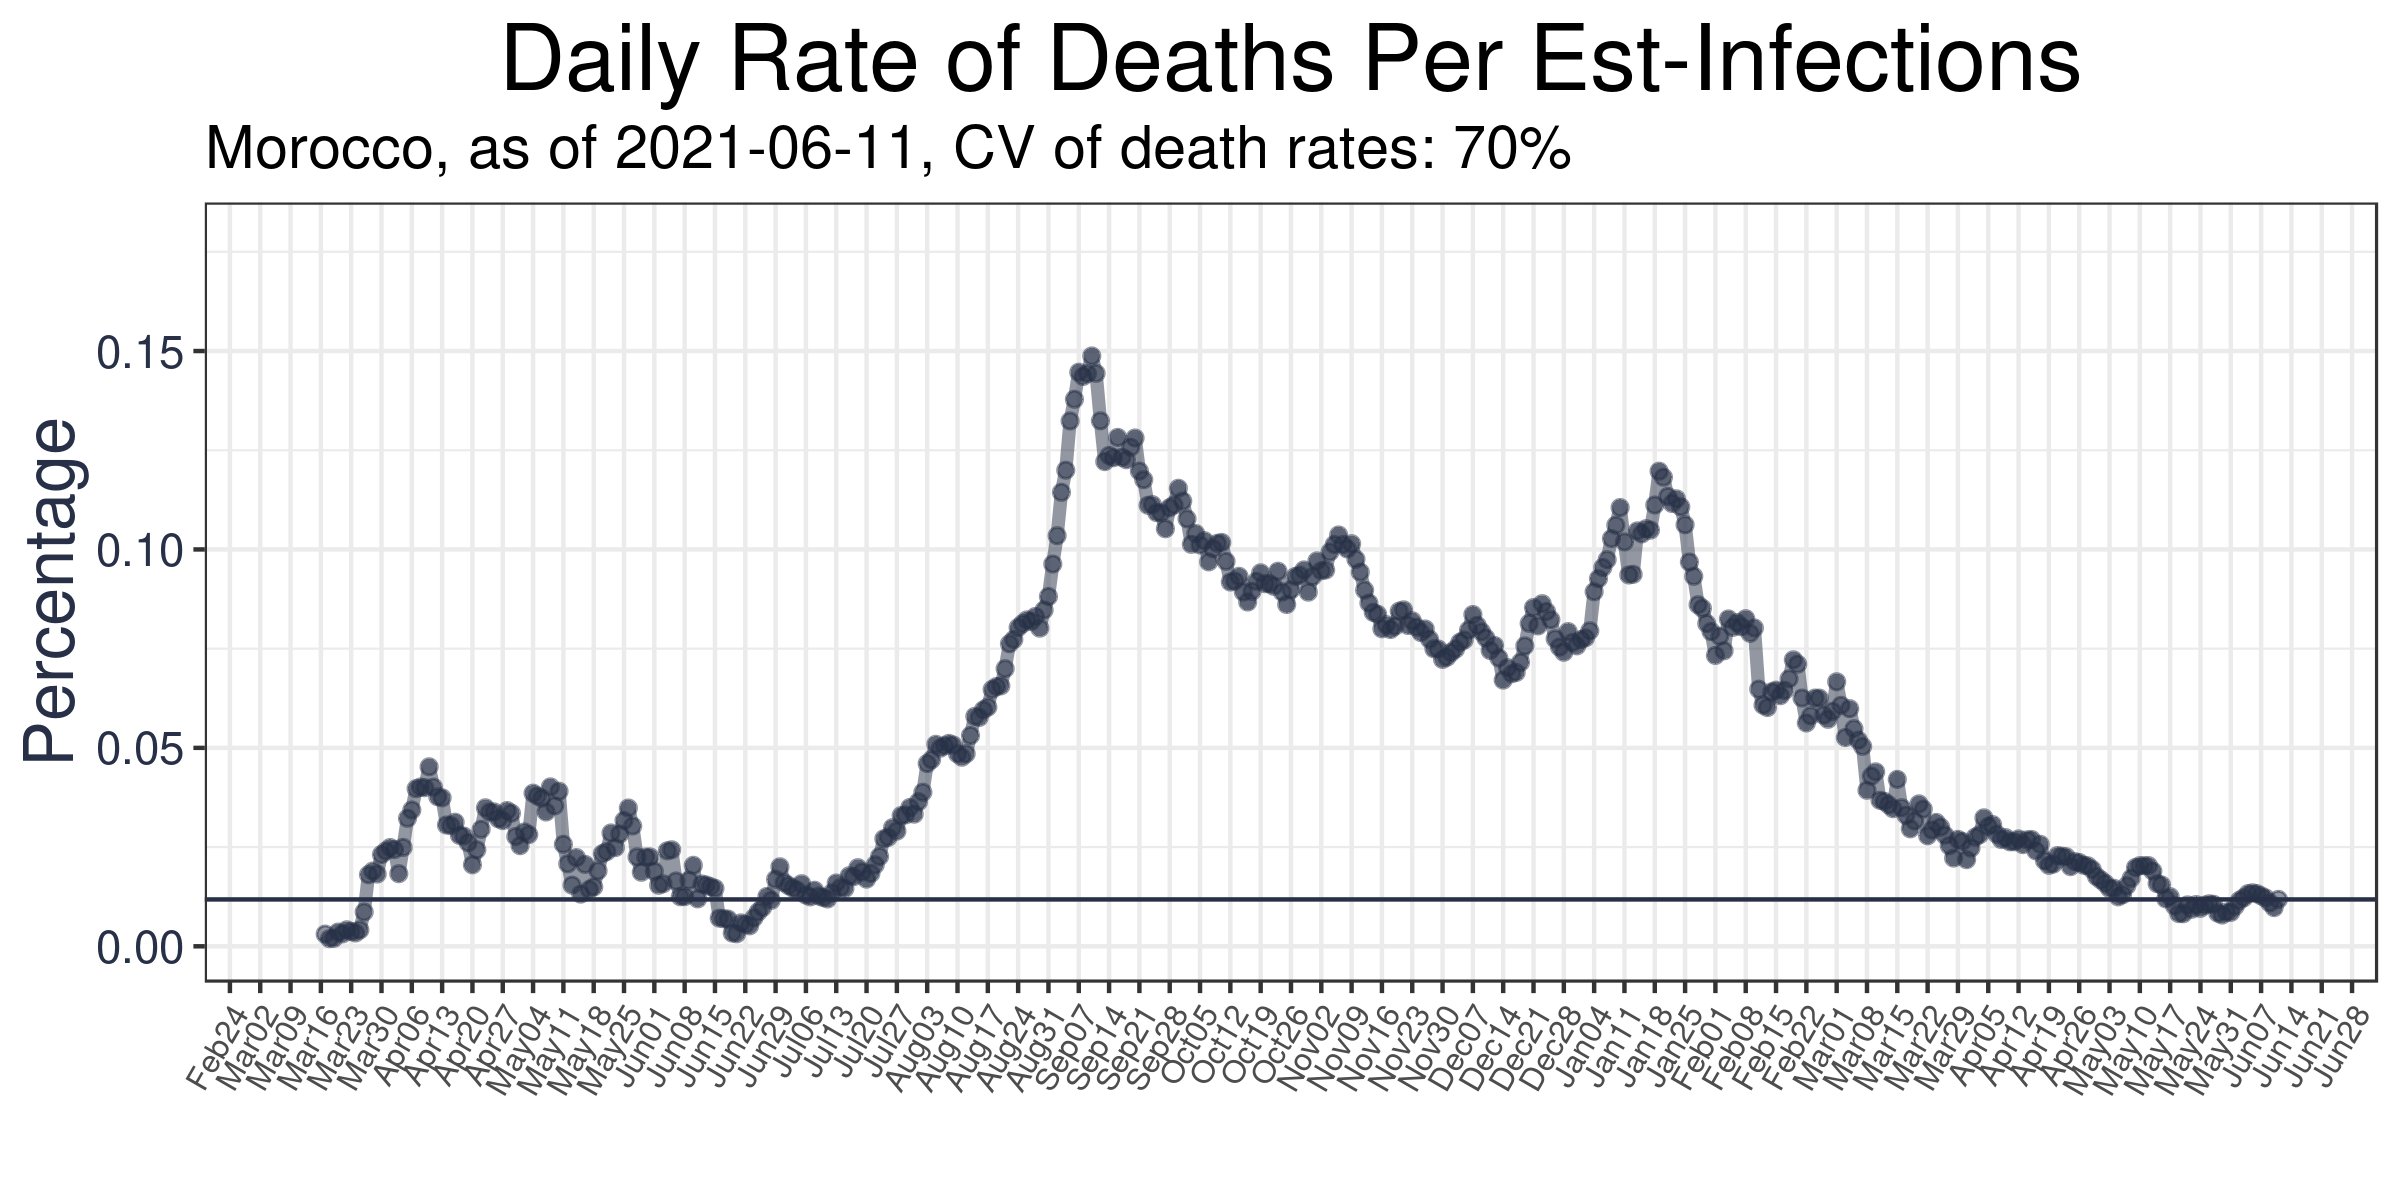 Daily Rate of Deaths Per Est-Infections
Morocco, as of 2021-06-11, CV of death rates: 70%
Percentage
0.15
0.10
0.05
0.00
Feb24
Mar02
Mar09
Mar16
Mar23
Mar30
Apr06
Apr13
Apr20
Apr27
May04
May11
May18
May25
Jun01
Jun08
Jun15
Jun22
Jun29
Jul06
Jul13
Jul20
Jul27
Aug03
Aug10
Aug17
Aug24
Aug31
Sep07
Sep14
Sep21
Sep28
Oct05
Oct12
Oct19
Oct26
Nov02
Nov09
Nov16
Nov23
Nov30
Dec07
Dec14
Dec21
Dec28
Jan04
Jan11
Jan18
Jan25
Feb01
Feb08
Feb15
Feb22
Mar01
Mar08
Mar15
Mar22
Mar29
Apr05
Apr12
Apr19
Apr26
May03
May10
May17
May24
May31
Jun07
Jun14
Jun21
Jun28